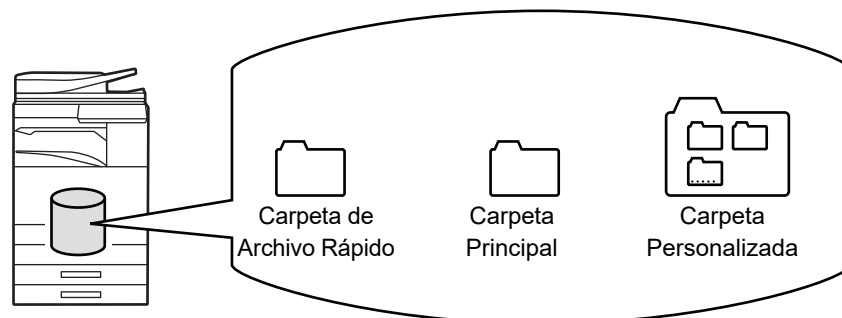 Carpeta de
Archivo Rápido
Carpeta
Principal
Carpeta
Personalizada